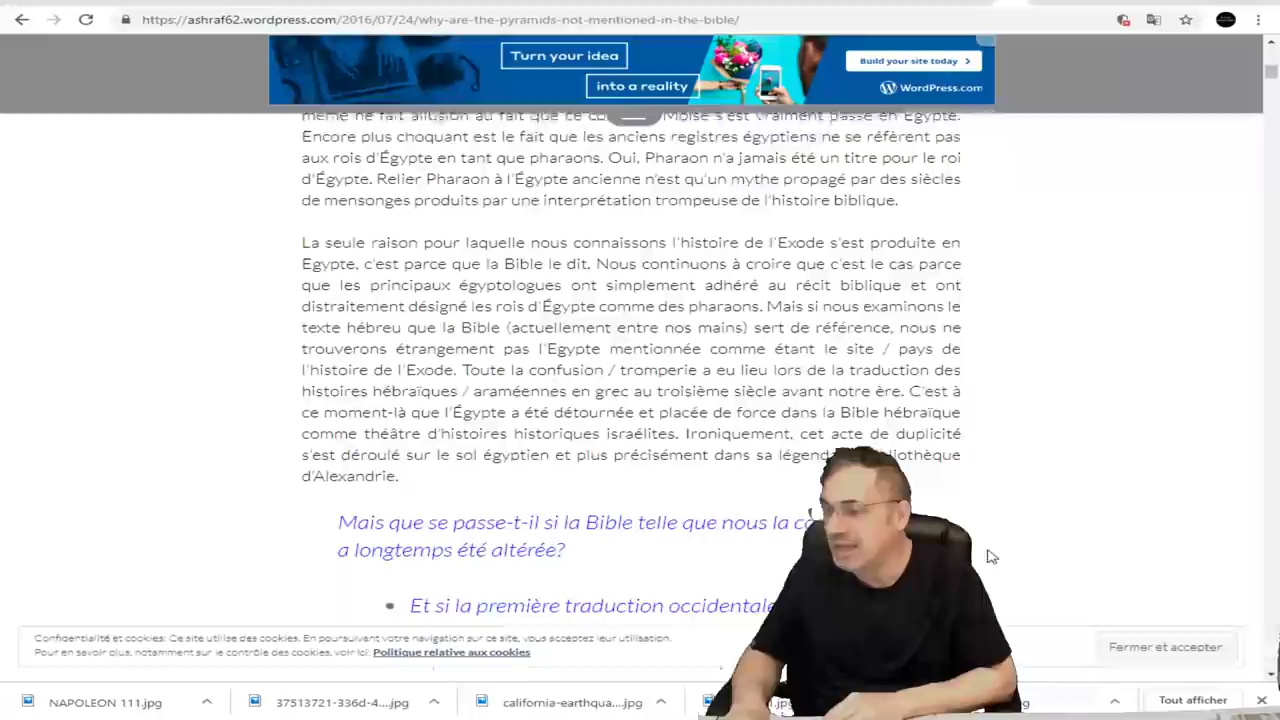 https://ashraf62.wordpress.com/2016/07/24/why-are-the-pyramids-not-mentioned-in-the-bible/
Turn your idea
into a reality
Build your site today >
WordPress.com
même ne fait allusion au fait que ce Moïse s'est vraiment passé en Égypte.
Encore plus choquant est le fait que les anciens registres égyptiens ne se réfèrent pas
aux rois d'Égypte en tant que pharaons. Oui, Pharaon n'a jamais été un titre pour le roi
d'Égypte. Relier Pharaon à l'Égypte ancienne n'est qu'un mythe propagé par des siècles
de mensonges produits par une interprétation trompeuse de l'histoire biblique.
La seule raison pour laquelle nous connaissons l'histoire de l'Exode s'est produite en
Egypte, c'est parce que la Bible le dit. Nous continuons à croire que c'est le cas parce
que les principaux égyptologues ont simplement adhéré au récit biblique et ont
distraitement désigné les rois d'Égypte comme des pharaons. Mais si nous examinons le
texte hébreu que la Bible (actuellement entre nos mains) sert de référence, nous ne
trouverons étrangement pas l'Egypte mentionnée comme étant le site / pays de
l'histoire de l'Exode. Toute la confusion / tromperie a eu lieu lors de la traduction des
histoires hébraïques / araméennes en grec au troisième siècle avant notre ère. C'est à
ce moment-là que l'Égypte a été détournée et placée de force dans la Bible hébraïque
comme théâtre d'histoires historiques israélites. Ironiquement, cet acte de duplicité
s'est déroulé sur le sol égyptien et plus précisément dans sa
d'Alexandrie.
Mais que se passe-t-il si la Bible telle que nous la
a longtemps été altérée?
• Et si la première traduction occidentale
Confidentialité et cookies: Ce site utilise des cookies. En poursuivant votre navigation sur ce site, vous acceptez leur utilisation.
Pour en savoir plus, notamment sur le contrôle des cookies, voir ici: Politique relative aux cookies
Fermer et accepter
NAPOLEON 111.jpg
37513721-336d-4....jpg
california-earthqua....jpg
Tout afficher